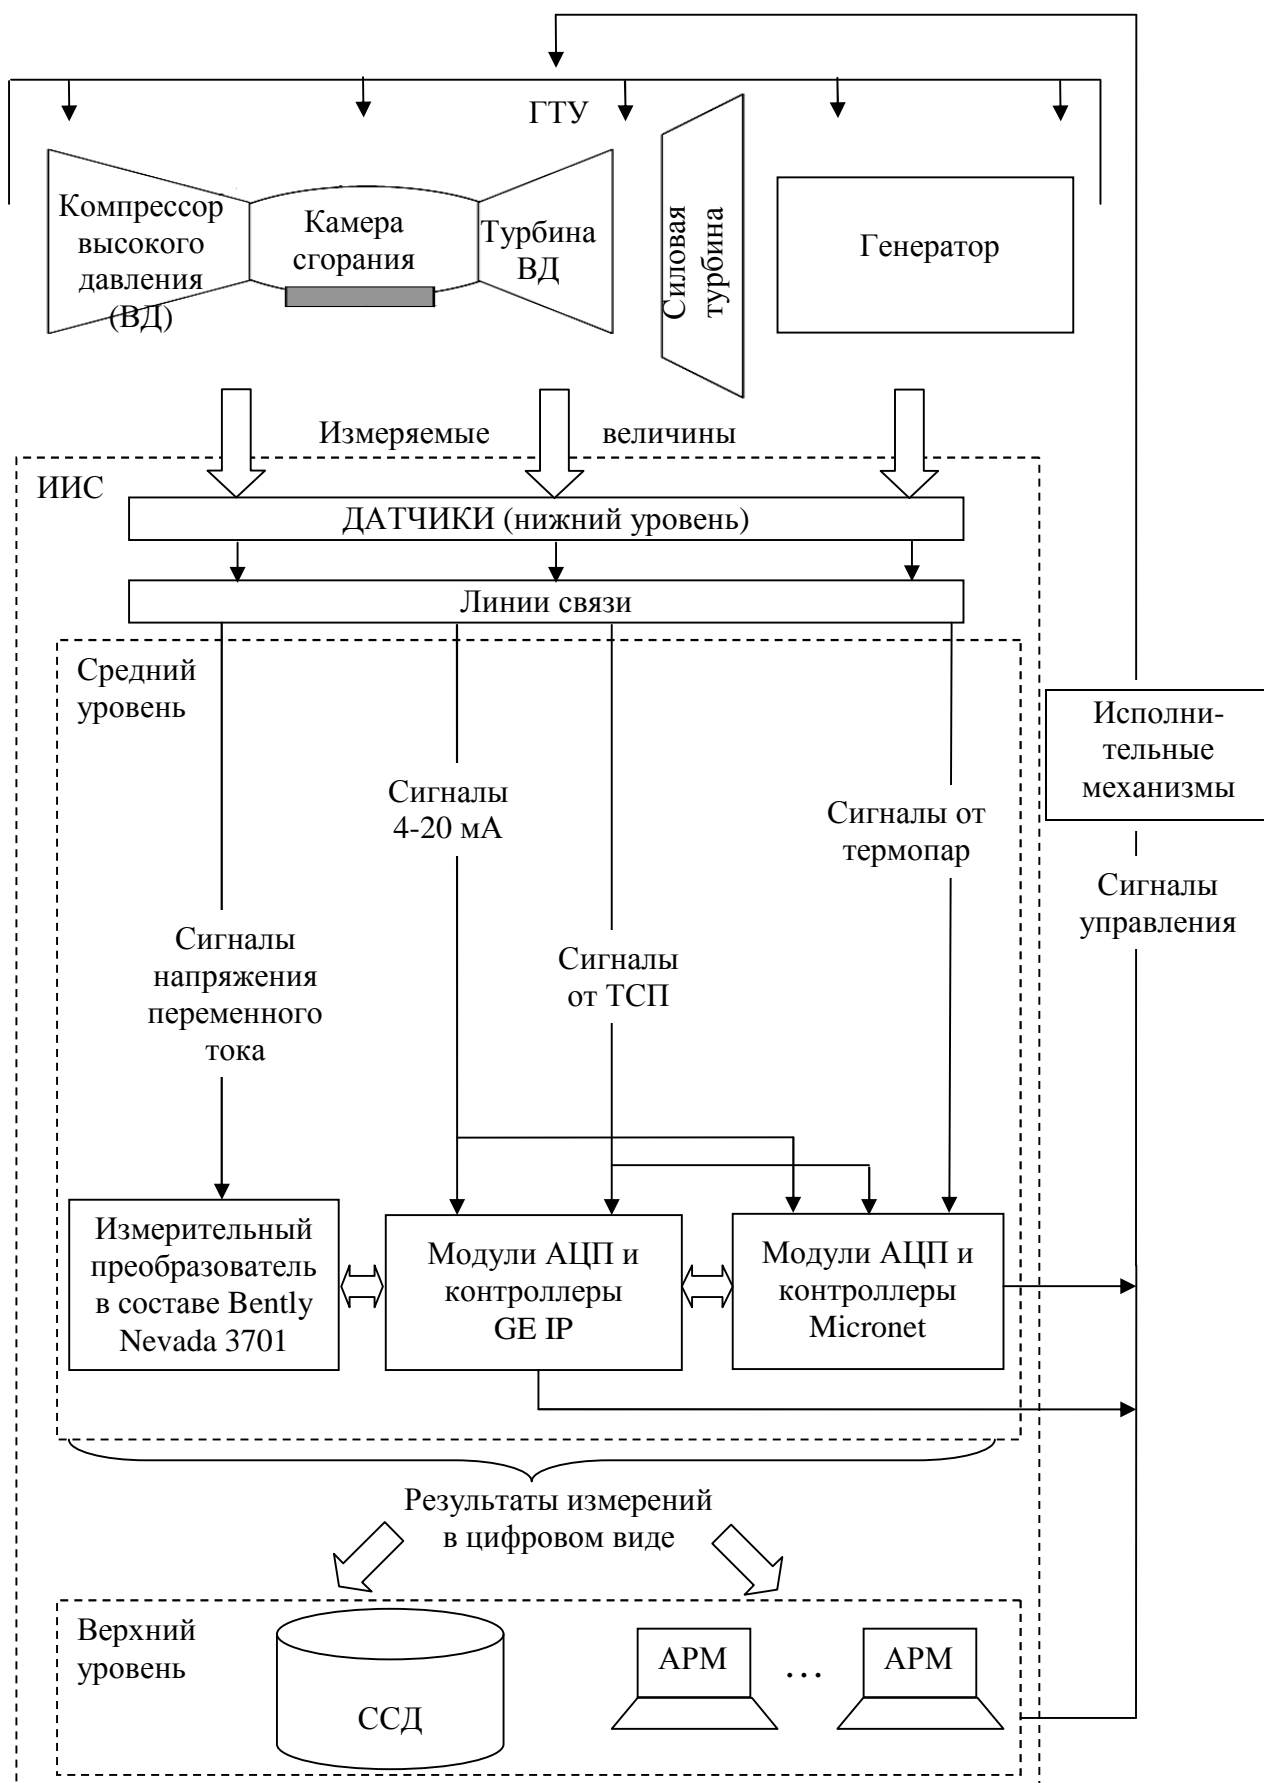 ГТУ
Компрессор
высокого
давления
(ВД)
Камера
сгорания
Турбина
ВД
Силовая
турбина
Генератор
Измеряемые величины
ИИС
ДАТЧИКИ (нижний уровень)
Линии связи
Средний
уровень
Исполни-
тельные
механизмы
Сигналы
4-20 мА
Сигналы от
термопар
Сигналы
управления
Сигналы
напряжения
переменного
тока
Сигналы
от ТСП
Измерительный
преобразователь
в составе Bently
Nevada 3701
Модули АЦП и
контроллеры
GE IP
Модули АЦП и
контроллеры
Micronet
Результаты измерений
в цифровом виде
Верхний
уровень
ССД
АРМ
...
АРМ